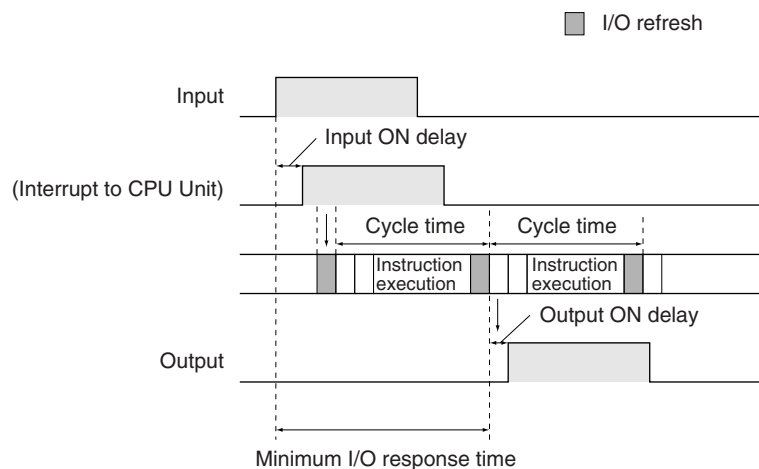 I/O refresh
Input
Input ON delay
(Interrupt to CPU Unit)
Cycle time
Cycle time
Instruction
execution
Instruction
execution
Output ON delay
Output
Minimum I/O response time